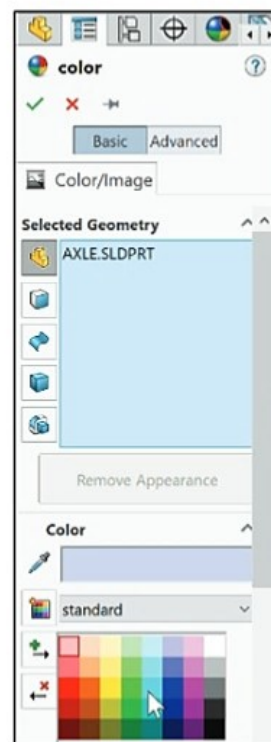 color
?
Basic Advanced
Color/Image
Selected Geometry
AXLE.SLDPRT
Remove Appearance
Color
standard